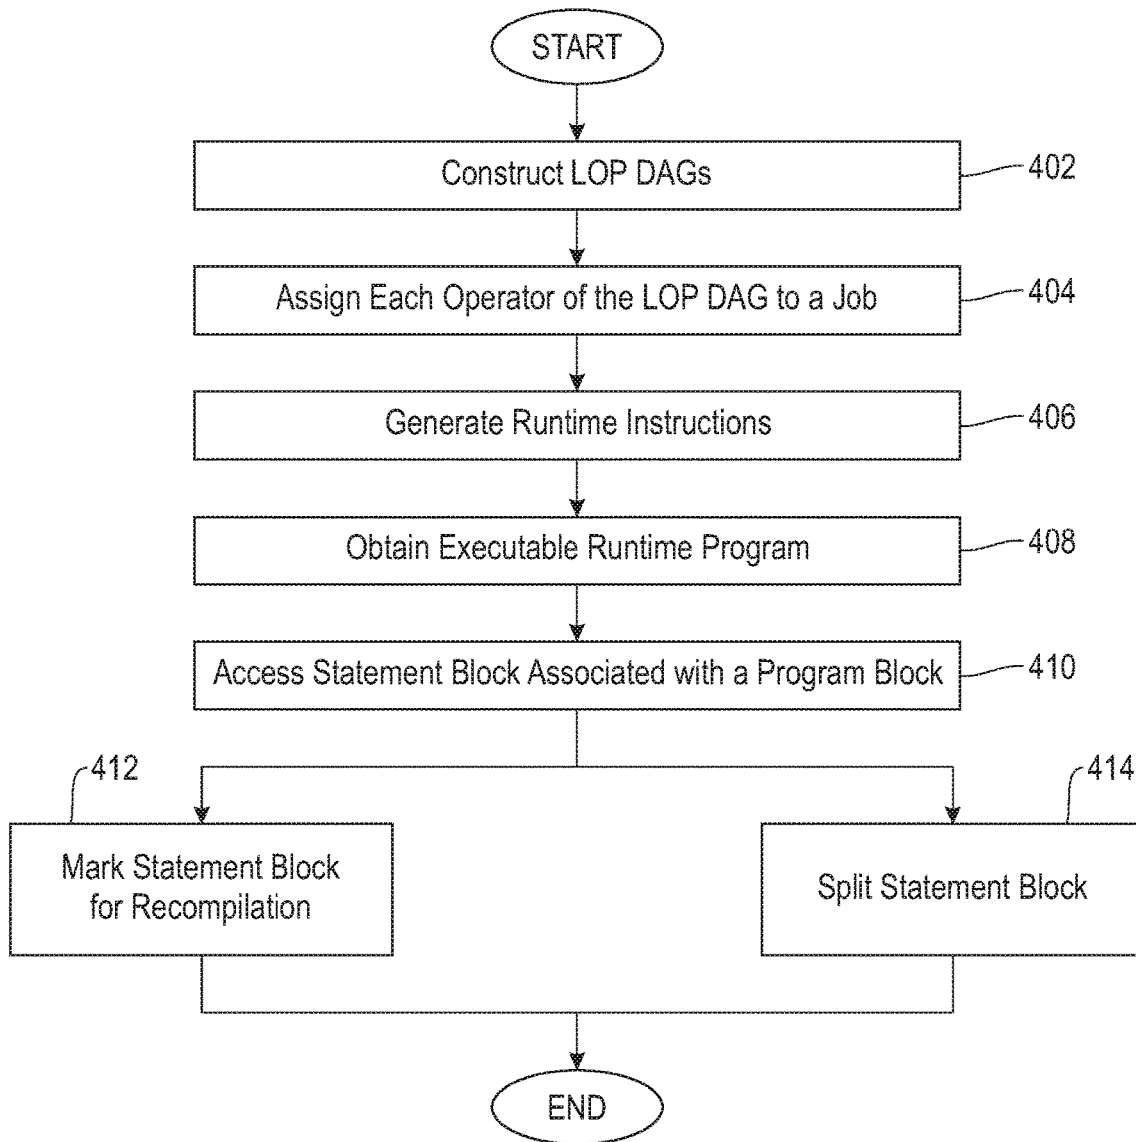 START
Construct LOP DAGs
402
Assign Each Operator of the LOP DAG to a Job
404
Generate Runtime Instructions
406
Obtain Executable Runtime Program
408
Access Statement Block Associated with a Program Block
410
412
Mark Statement Block
for Recompilation
414
Split Statement Block
END